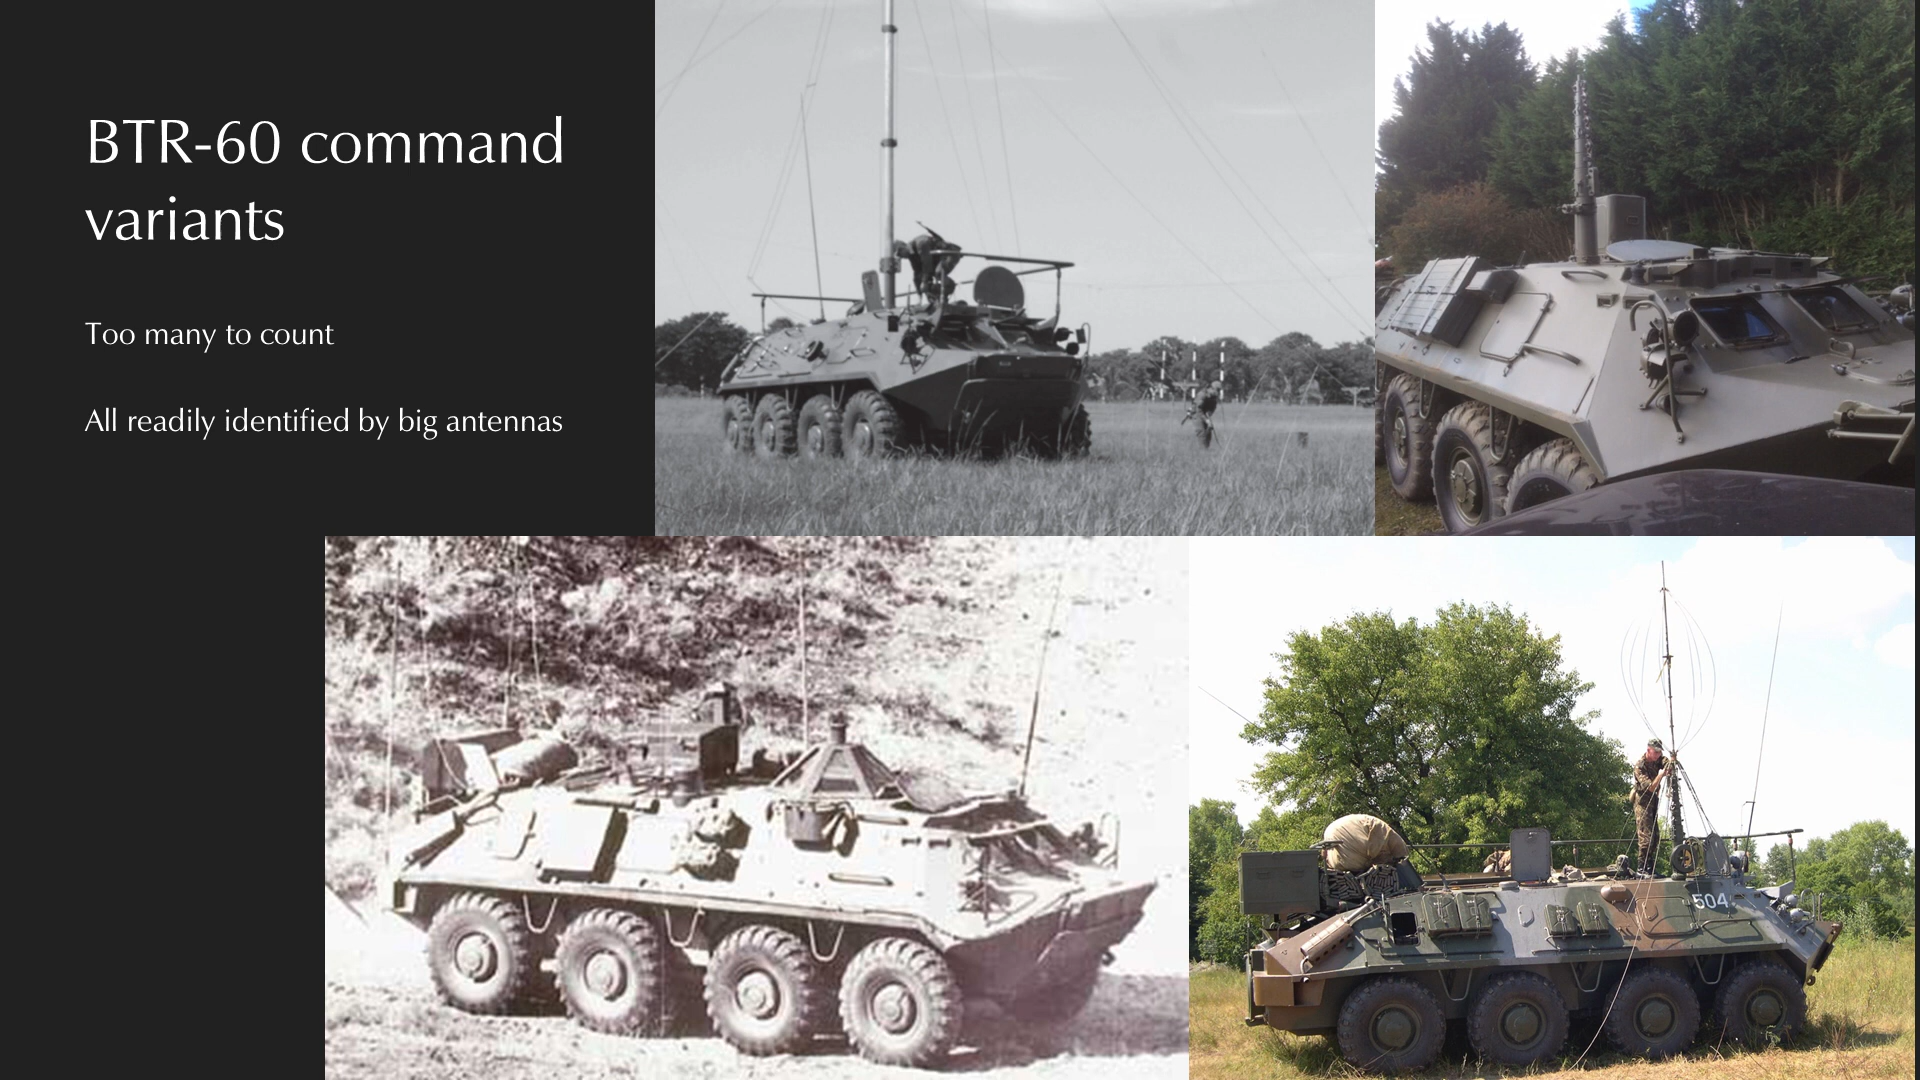 BTR-60 command
variants
Too many to count
All readily identified by big antennas
504